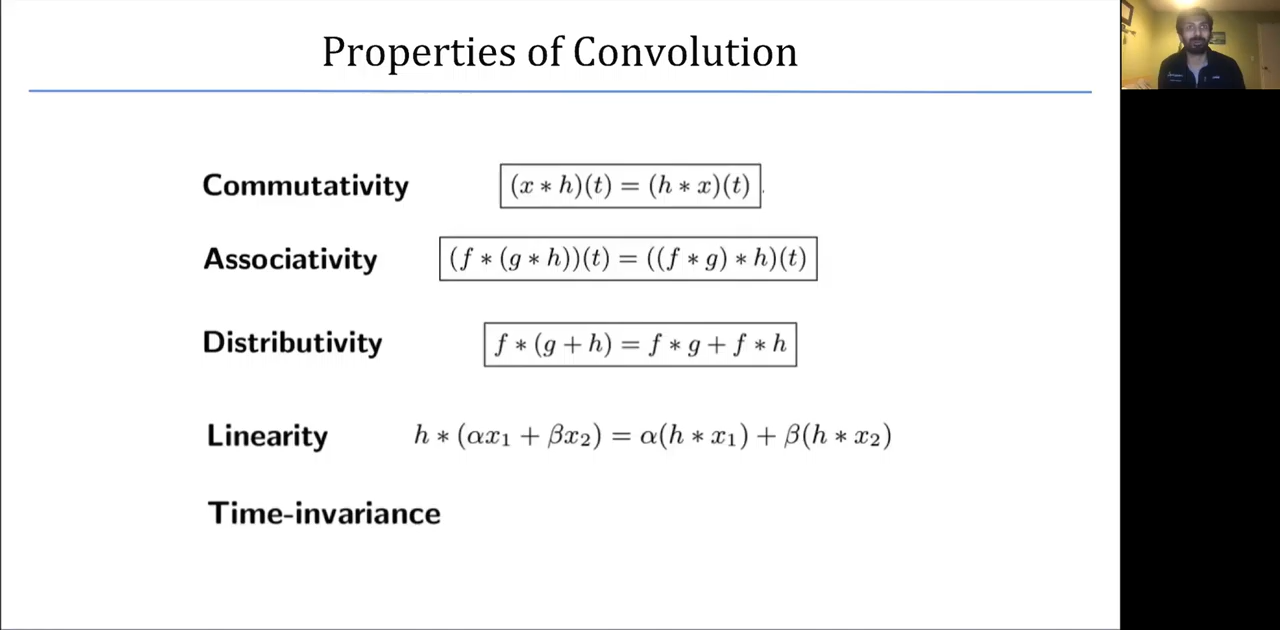 Properties of Convolution
Commutativity (x ∗ h)(t) = (h ∗ x)(t).
Associativity (f ∗ (g ∗ h))(t) = ((f ∗ g) ∗ h)(t)
Distributivity f ∗ (g + h) = f ∗ g + f ∗ h
Linearity h ∗ (αx₁ + βx₂) = α(h ∗ x₁) + β(h ∗ x₂)
Time-invariance